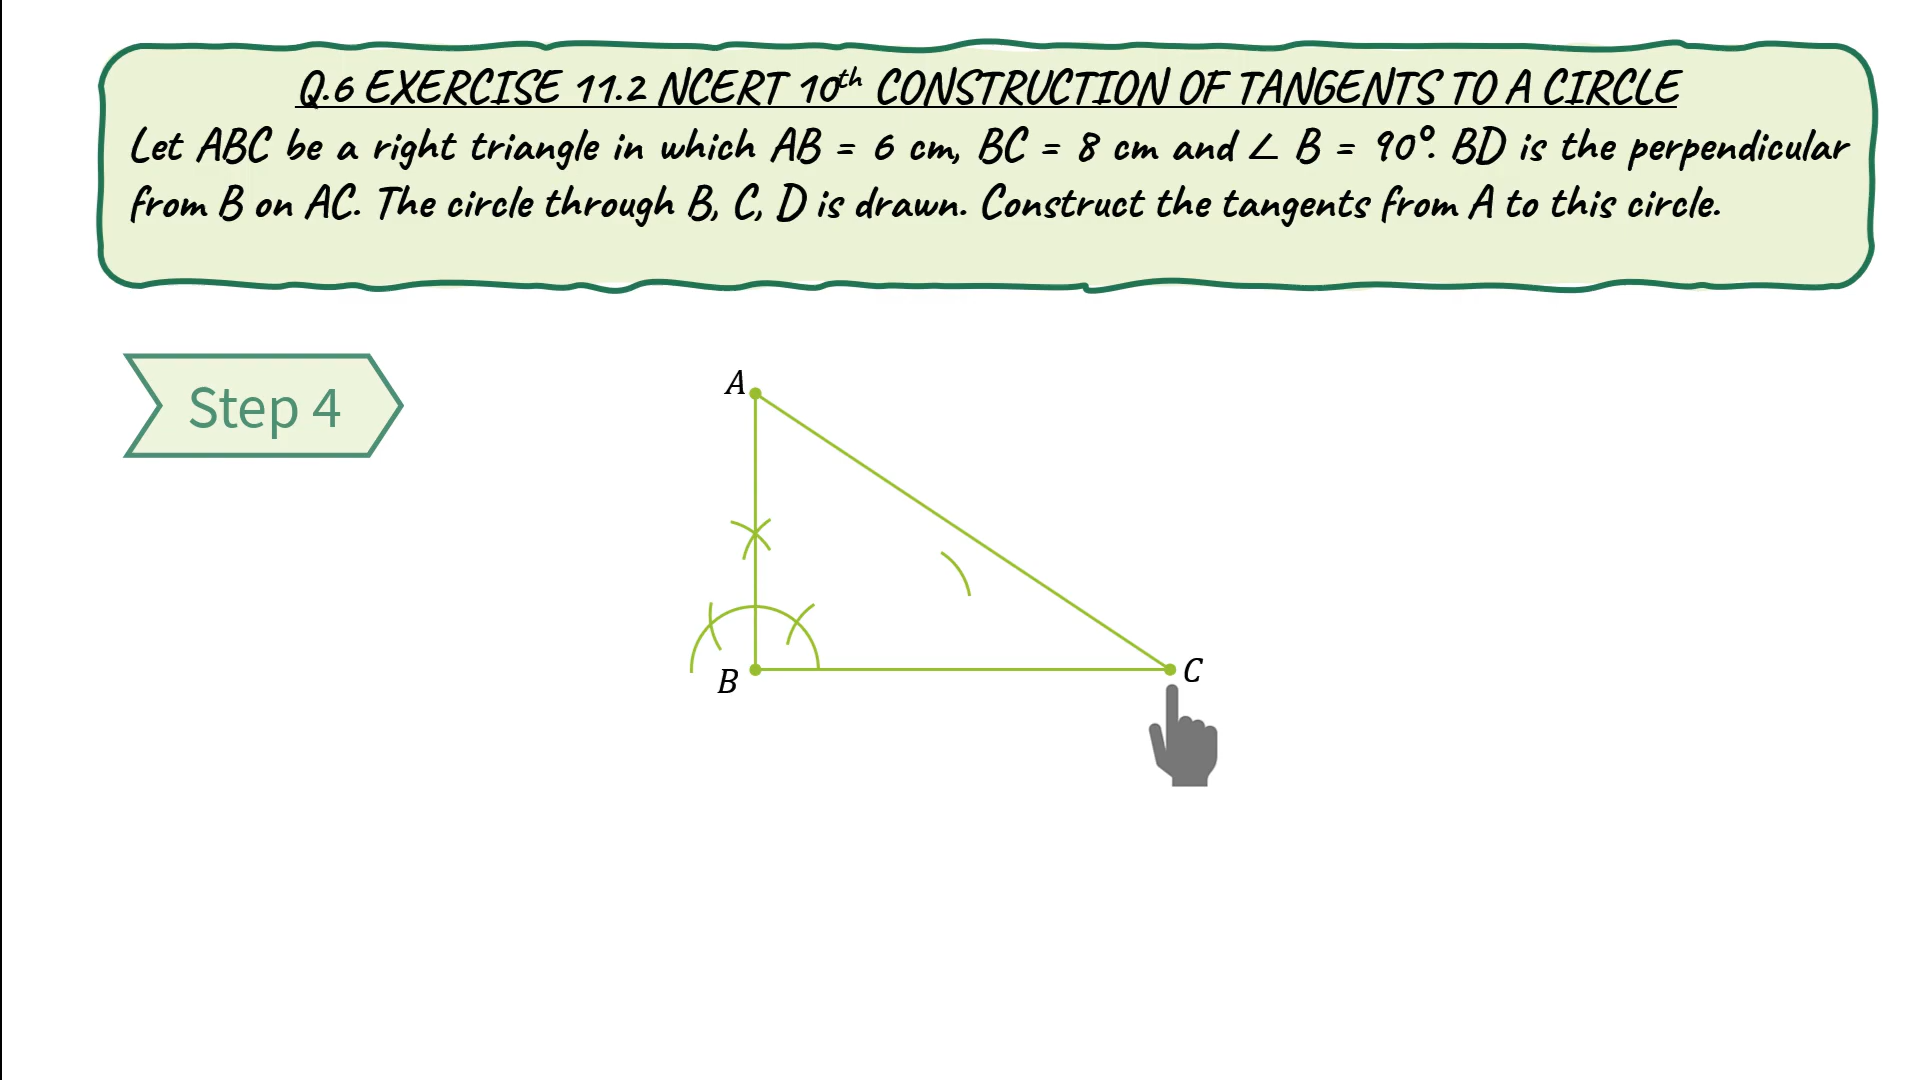 Q.6 EXERCISE 11.2 NCERT 10th CONSTRUCTION OF TANGENTS TO A CIRCLE
Let ABC be a right triangle in which AB = 6 cm, BC = 8 cm and ∠ B = 90°. BD is the perpendicular
from B on AC. The circle through B, C, D is drawn. Construct the tangents from A to this circle.
Step 4
A
B
C